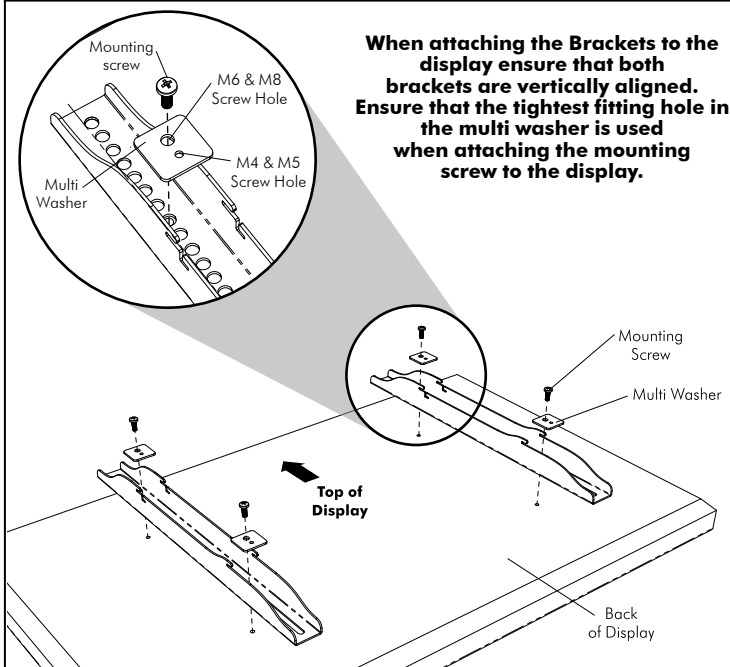 When attaching the Brackets to the
display ensure that both
brackets are vertically aligned.
Ensure that the tightest fitting hole in
the multi washer is used
when attaching the mounting
screw to the display.
Mounting
screw
M6 & M8
Screw Hole
M4 & M5
Screw Hole
Multi
Washer
Mounting
Screw
Multi Washer
Top of
Display
Back
of Display